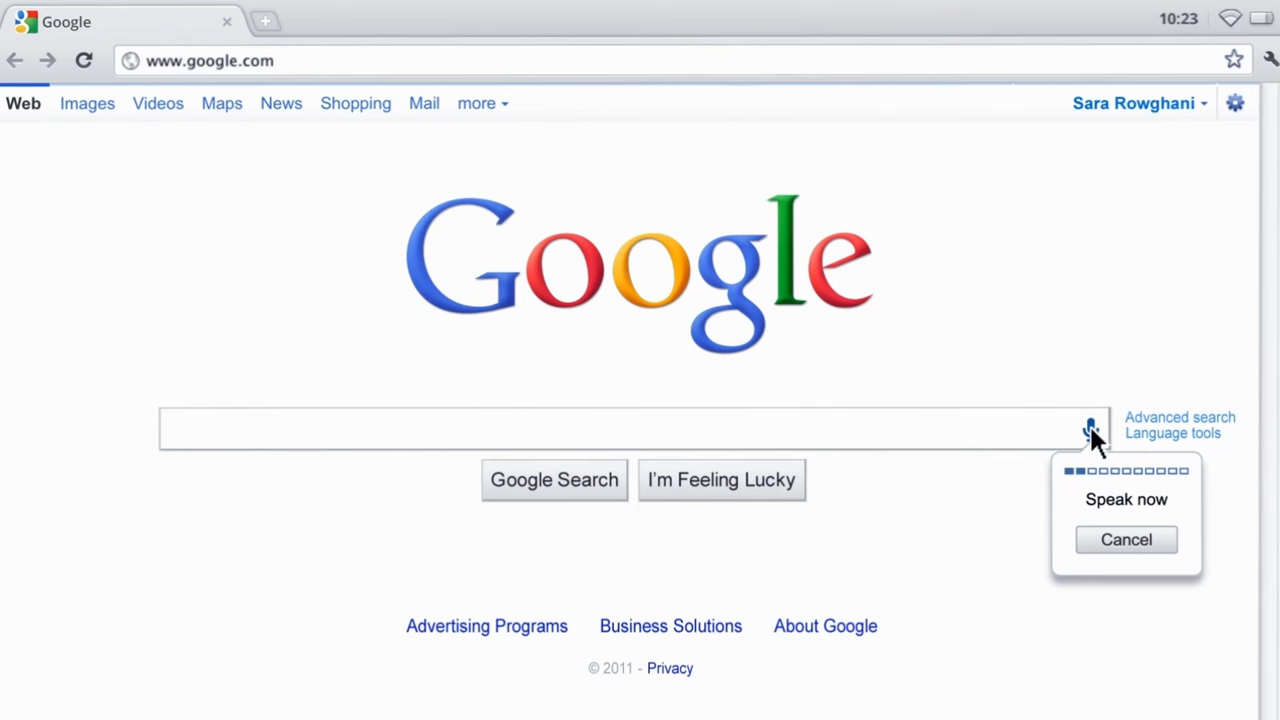 Google
10:23
www.google.com
Web Images Videos Maps News Shopping Mail more
Sara Rowghani
Google
Advanced search
Language tools
Google Search
I'm Feeling Lucky
Speak now
Cancel
Advertising Programs Business Solutions About Google
© 2011 - Privacy